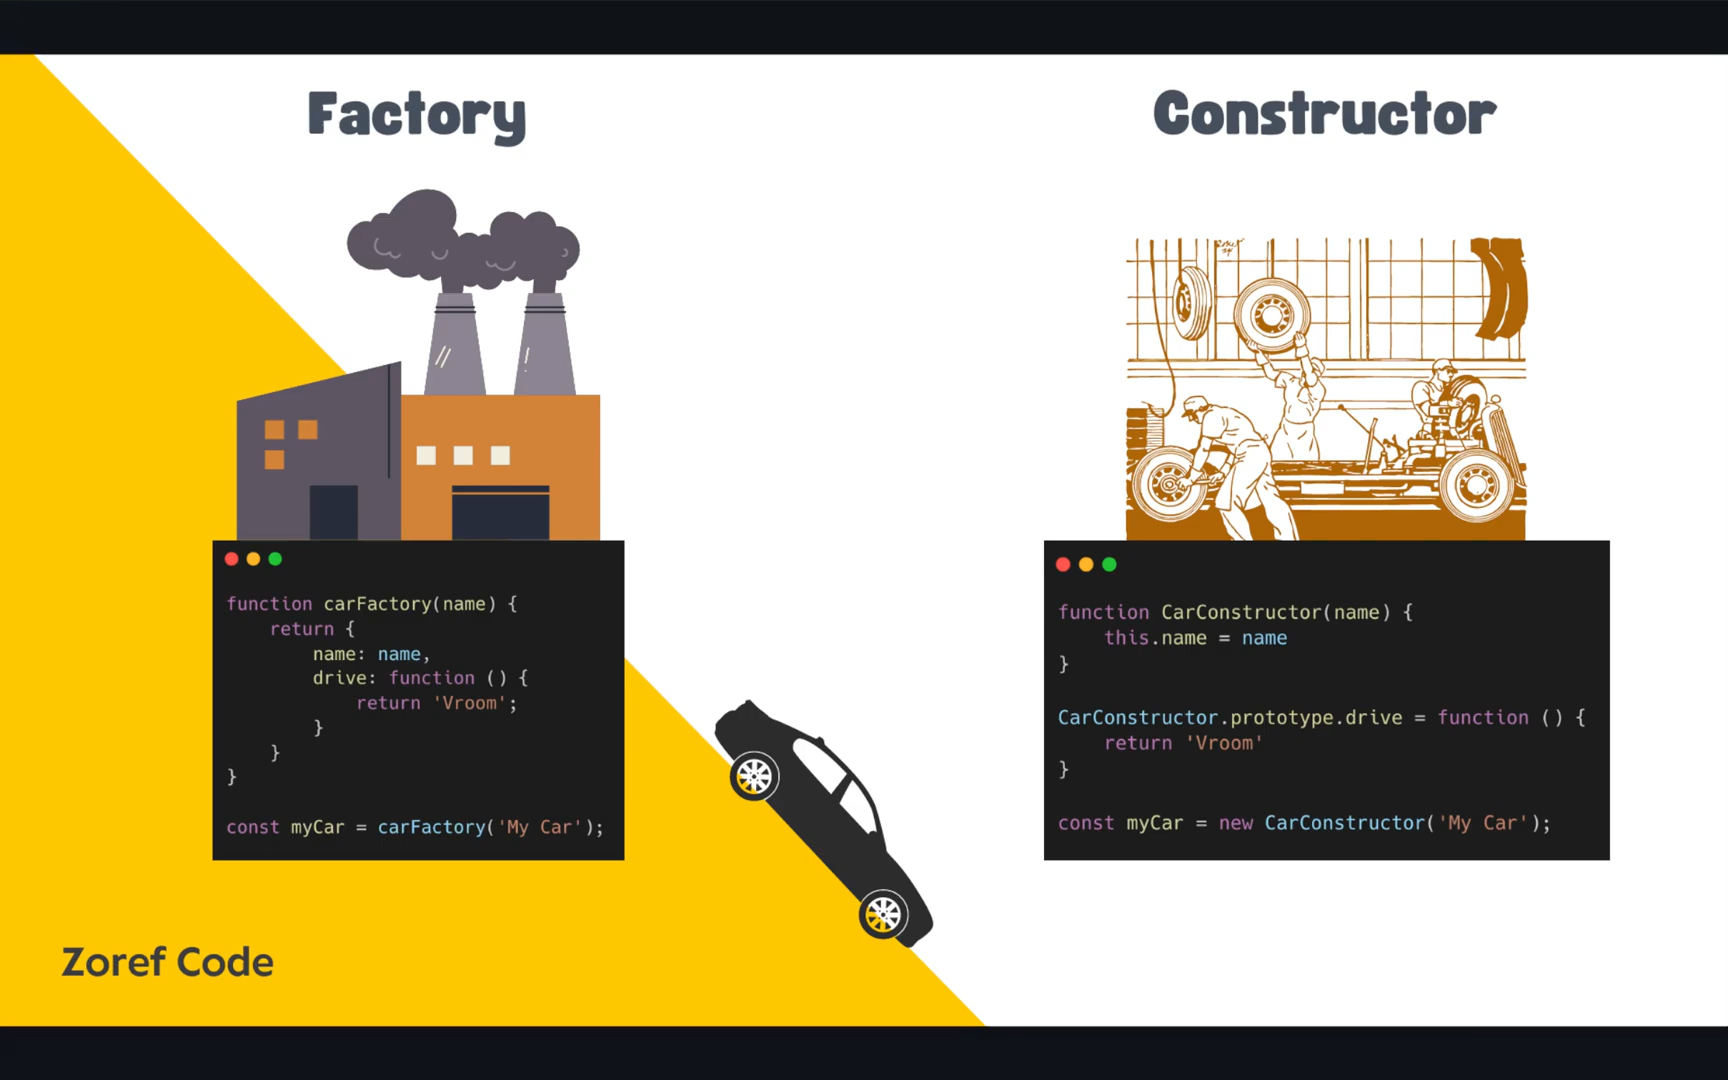 Factory
function carFactory(name) {
    return {
        name: name,
        drive: function () {
            return 'Vroom';
        }
    }
}
const myCar = carFactory('My Car');
Constructor
function CarConstructor(name) {
    this.name = name
}
CarConstructor.prototype.drive = function () {
    return 'Vroom'
}
const myCar = new CarConstructor('My Car');
Zoref Code